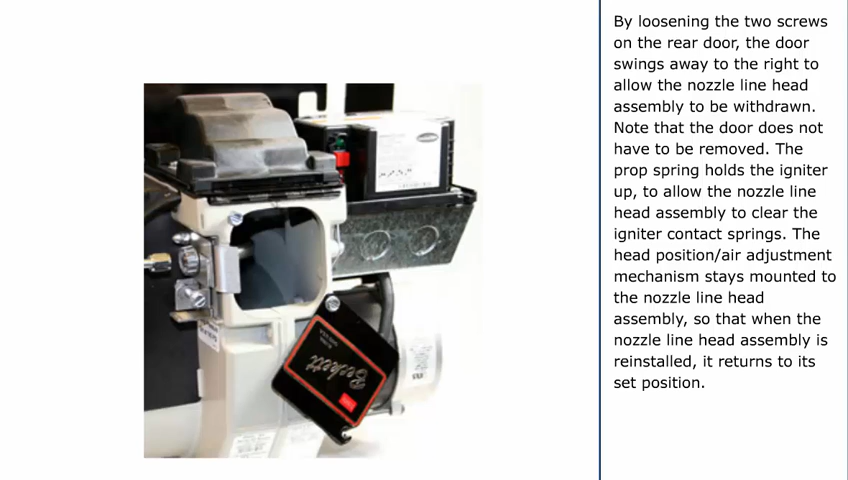 By loosening the two screws
on the rear door, the door
swings away to the right to
allow the nozzle line head
assembly to be withdrawn.
Note that the door does not
have to be removed. The
prop spring holds the igniter
up, to allow the nozzle line
head assembly to clear the
igniter contact springs. The
head position/air adjustment
mechanism stays mounted to
the nozzle line head
assembly, so that when the
nozzle line head assembly is
reinstalled, it returns to its
set position.
Beckett